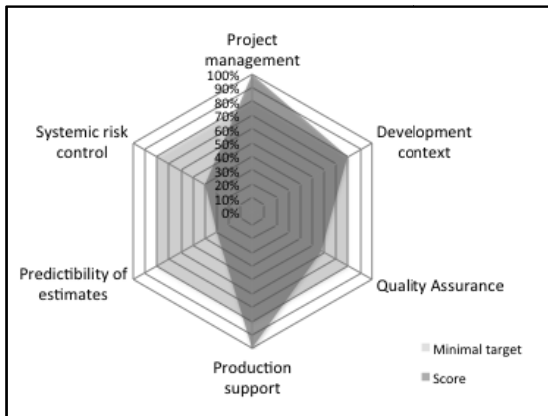 Project
management
100%
90%
80%
70%
60%
50%
40%
30%
20%
10%
0%
Systemic risk
control
Development
context
Predictibility of
estimates
Quality Assurance
Production
support
Minimal target
Score